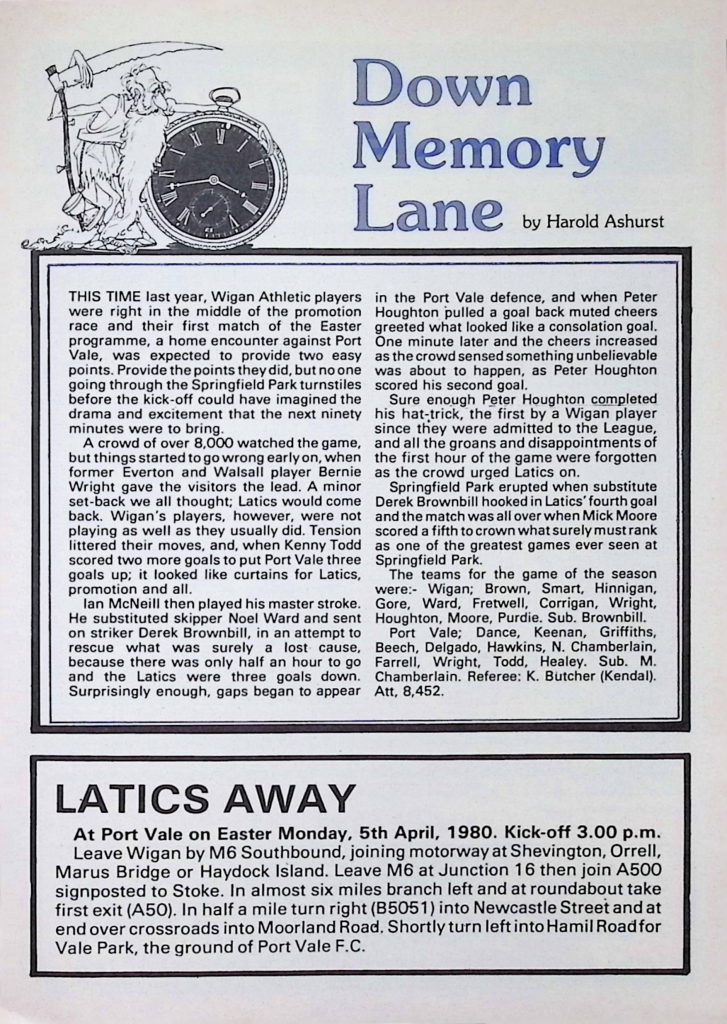 Down
Memory
Lane by Harold Ashurst
THIS TIME last year, Wigan Athletic players
were right in the middle of the promotion
race and their first match of the Easter
programme, a home encounter against Port
Vale, was expected to provide two easy
points. Provide the points they did, but no one
going through the Springfield Park turnstiles
before the kick-off could have imagined the
drama and excitement that the next ninety
minutes were to bring.
A crowd of over 8,000 watched the game,
but things started to go wrong early on, when
former Everton and Walsall player Bernie
Wright gave the visitors the lead. A minor
set-back we all thought; Latics would come
back. Wigan's players, however, were not
playing as well as they usually did. Tension
littered their moves, and, when Kenny Todd
scored two more goals to put Port Vale three
goals up; it looked like curtains for Latics,
promotion and all.
Ian McNeill then played his master stroke.
He substituted skipper Noel Ward and sent
on striker Derek Brownbill, in an attempt to
rescue what was surely a lost cause,
because there was only half an hour to go
and the Latics were three goals down.
Surprisingly enough, gaps began to appear
in the Port Vale defence, and when Peter
Houghton pulled a goal back muted cheers
greeted what looked like a consolation goal.
One minute later and the cheers increased
as the crowd sensed something unbelievable
was about to happen, as Peter Houghton
scored his second goal.
Sure enough Peter Houghton completed
his hat-trick, the first by a Wigan player
since they were admitted to the League,
and all the groans and disappointments of
the first hour of the game were forgotten
as the crowd urged Latics on.
Springfield Park erupted when substitute
Derek Brownbill hooked in Latics' fourth goal
and the match was all over when Mick Moore
scored a fifth to crown what surely must rank
as one of the greatest games ever seen at
Springfield Park.
The teams for the game of the season
were:- Wigan; Brown, Smart, Hinnigan,
Gore, Ward, Fretwell, Corrigan, Wright,
Houghton, Moore, Purdie. Sub. Brownbill.
Port Vale; Dance, Keenan, Griffiths,
Beech, Delgado, Hawkins, N. Chamberlain,
Farrell, Wright, Todd, Healey. Sub. M.
Chamberlain. Referee: K. Butcher (Kendal).
Att, 8,452.
LATICS AWAY
At Port Vale on Easter Monday, 5th April, 1980. Kick-off 3.00 p.m.
Leave Wigan by M6 Southbound, joining motorway at Shevington, Orrell,
Marus Bridge or Haydock Island. Leave M6 at Junction 16 then join A500
signposted to Stoke. In almost six miles branch left and at roundabout take
first exit (A50). In half a mile turn right (B5051) into Newcastle Street and at
end over crossroads into Moorland Road. Shortly turn left into Hamil Road for
Vale Park, the ground of Port Vale F.C.